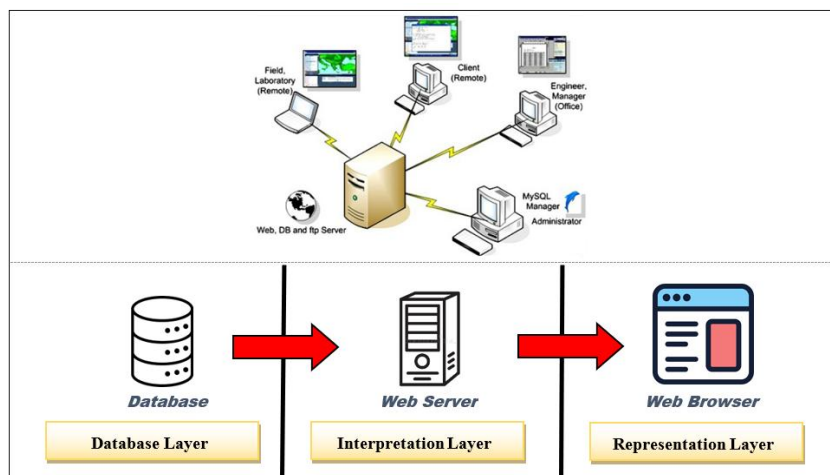 Field,
Laboratory
(Remote)
Client
(Remote)
Engineer,
Manager
(Office)
MySQL
Manager
Administrator
Web, DB and ftp Server
Database
Web Server
Web Browser
Database Layer
Interpretation Layer
Representation Layer